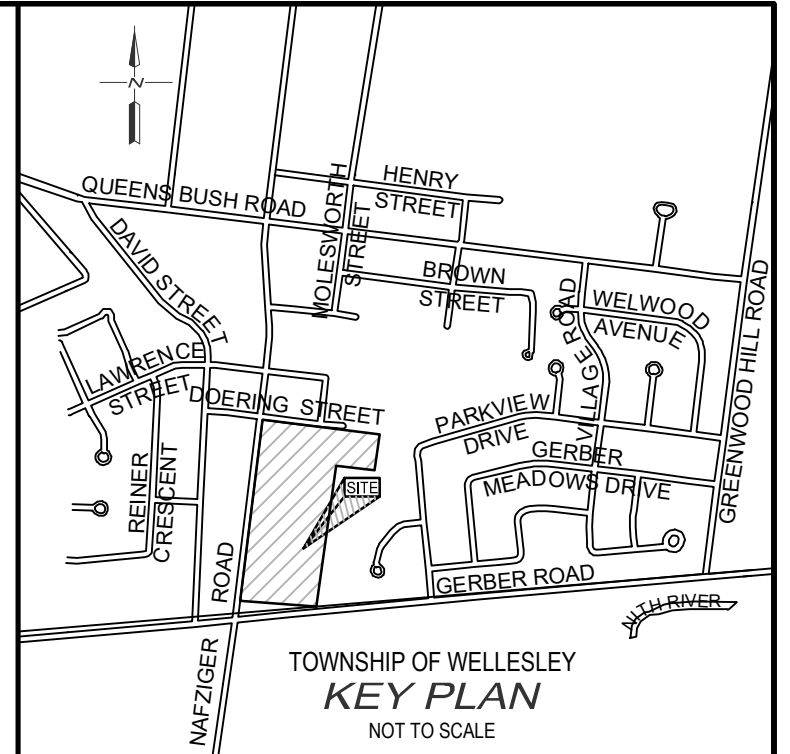 N
HENRY
STREET
QUEENS BUSH ROAD
MOLESWORTH
STREET
DAVID STREET
BROWN
STREET
VILLAGE ROAD
WELWOOD
AVENUE
GREENWOOD HILL ROAD
LAWRENCE
STREET
DOERING STREET
PARKVIEW
DRIVE
GERBER
MEADOWS DRIVE
REINER
CRESCENT
SITE
NAFZIGER ROAD
GERBER ROAD
NITH RIVER
TOWNSHIP OF WELLESLEY
KEY PLAN
NOT TO SCALE